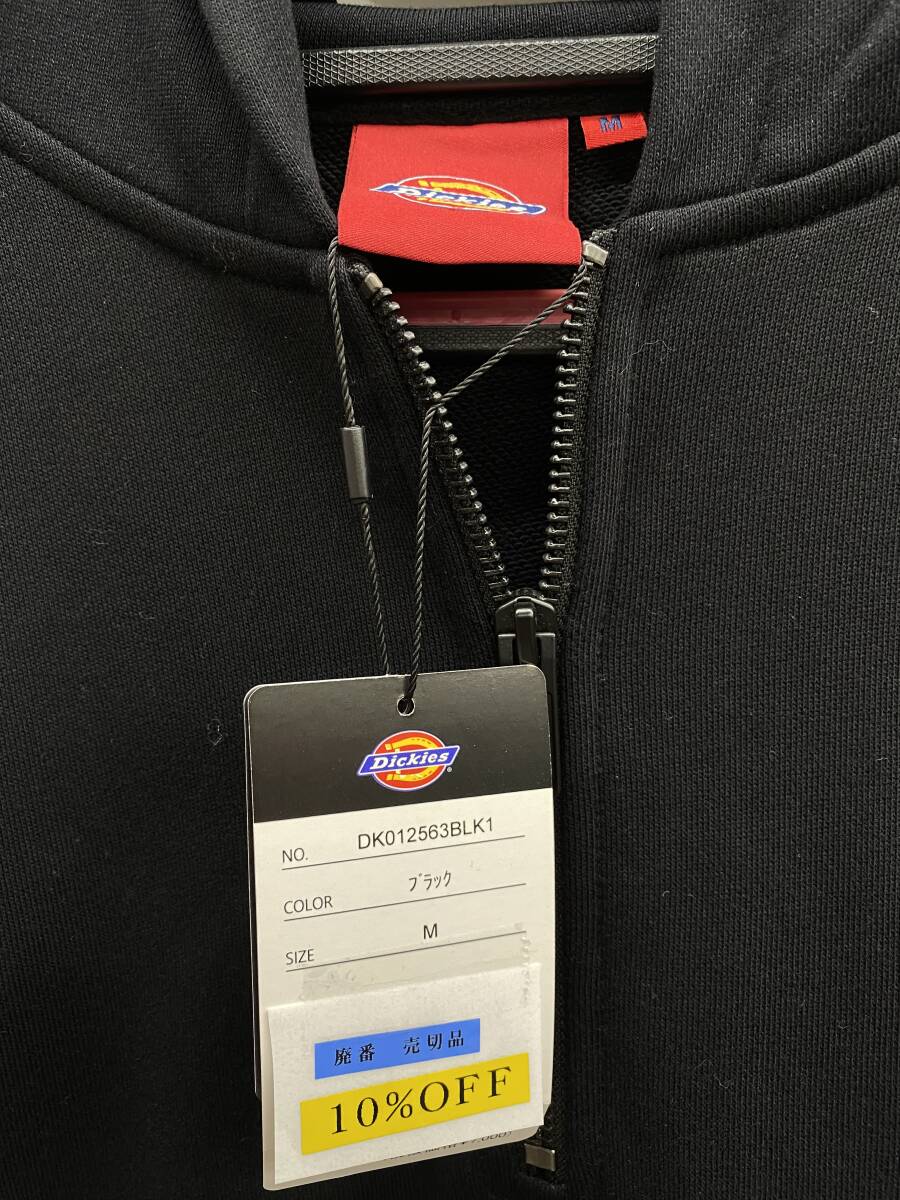 Dickies
M
Dickies
NO. DK012563BLK1
COLOR ブラック
SIZE M
廃番 売切品
10%OFF